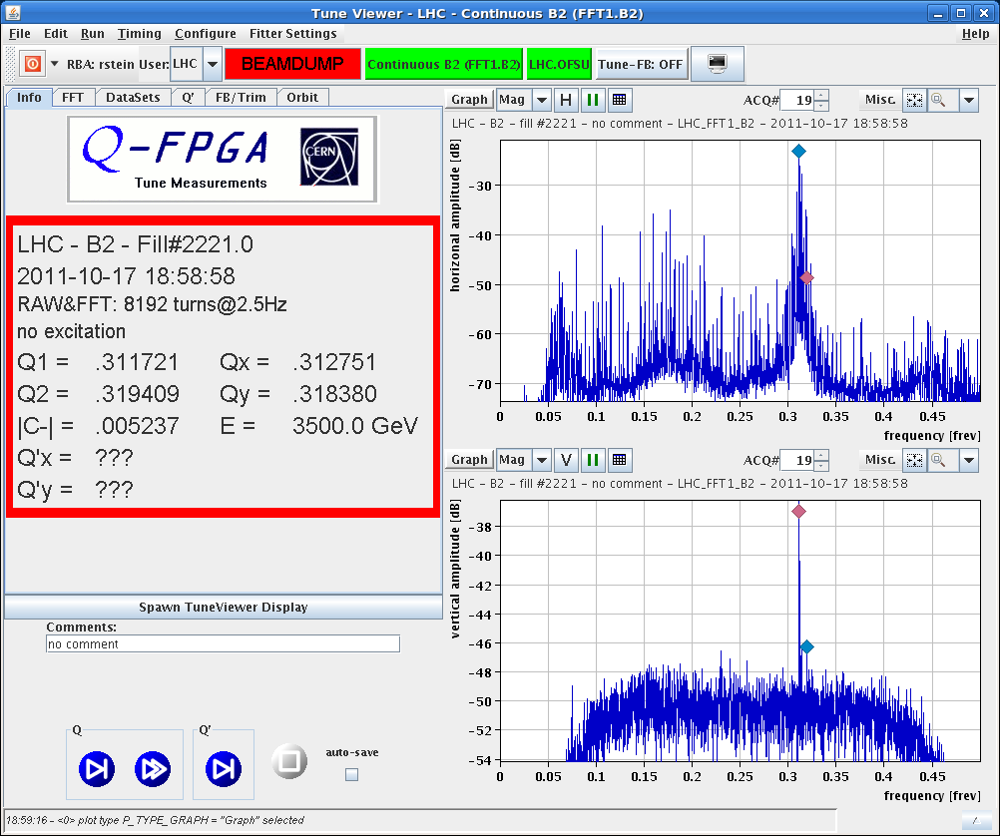 Tune Viewer - LHC - Continuous B2 (FFT1.B2)
File Edit Run Timing Configure Fitter Settings Help
RBA: rstein User: LHC BEAMDUMP Continuous B2 (FFT1.B2) LHC.OFSU Tune-FB: OFF
Info FFT DataSets Q' FB/Trim Orbit
Q-FPGA
Tune Measurements
CERN
LHC - B2 - Fill#2221.0
2011-10-17 18:58:58
RAW&FFT: 8192 turns@2.5Hz
no excitation
Q1 = .311721 Qx = .312751
Q2 = .319409 Qy = .318380
|C-| = .005237 E = 3500.0 GeV
Q'x = ???
Q'y = ???
Spawn TuneViewer Display
Comments:
no comment
Q
Q'
auto-save
Graph Mag H ACQ# 19 Misc.
LHC - B2 - fill #2221 - no comment - LHC_FFT1_B2 - 2011-10-17 18:58:58
horizonal amplitude [dB]
-30
-40
-50
-60
-70
0 0.05 0.1 0.15 0.2 0.25 0.3 0.35 0.4 0.45
frequency [frev]
Graph Mag V ACQ# 19 Misc.
LHC - B2 - fill #2221 - no comment - LHC_FFT1_B2 - 2011-10-17 18:58:58
vertical amplitude [dB]
-38
-40
-42
-44
-46
-48
-50
-52
-54
0 0.05 0.1 0.15 0.2 0.25 0.3 0.35 0.4 0.45
frequency [frev]
18:59:16 - <0> plot type P_TYPE_GRAPH = "Graph" selected